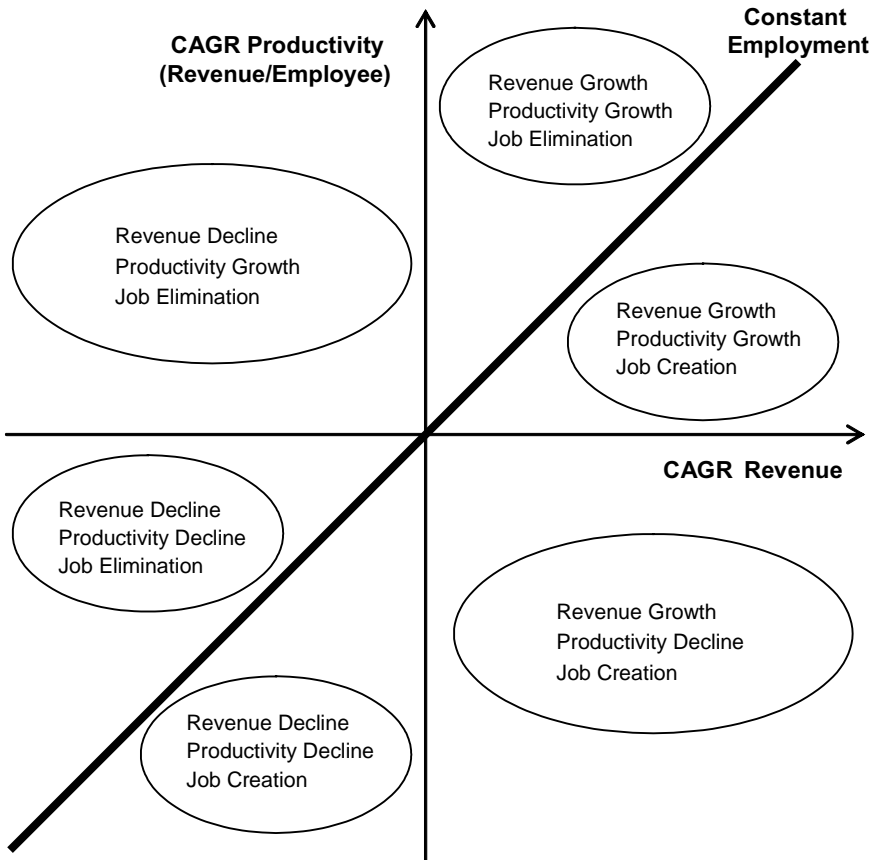 CAGR Productivity
(Revenue/Employee)
Constant
Employment
Revenue Growth
Productivity Growth
Job Elimination
Revenue Decline
Productivity Growth
Job Elimination
Revenue Growth
Productivity Growth
Job Creation
CAGR Revenue
Revenue Decline
Productivity Decline
Job Elimination
Revenue Growth
Productivity Decline
Job Creation
Revenue Decline
Productivity Decline
Job Creation